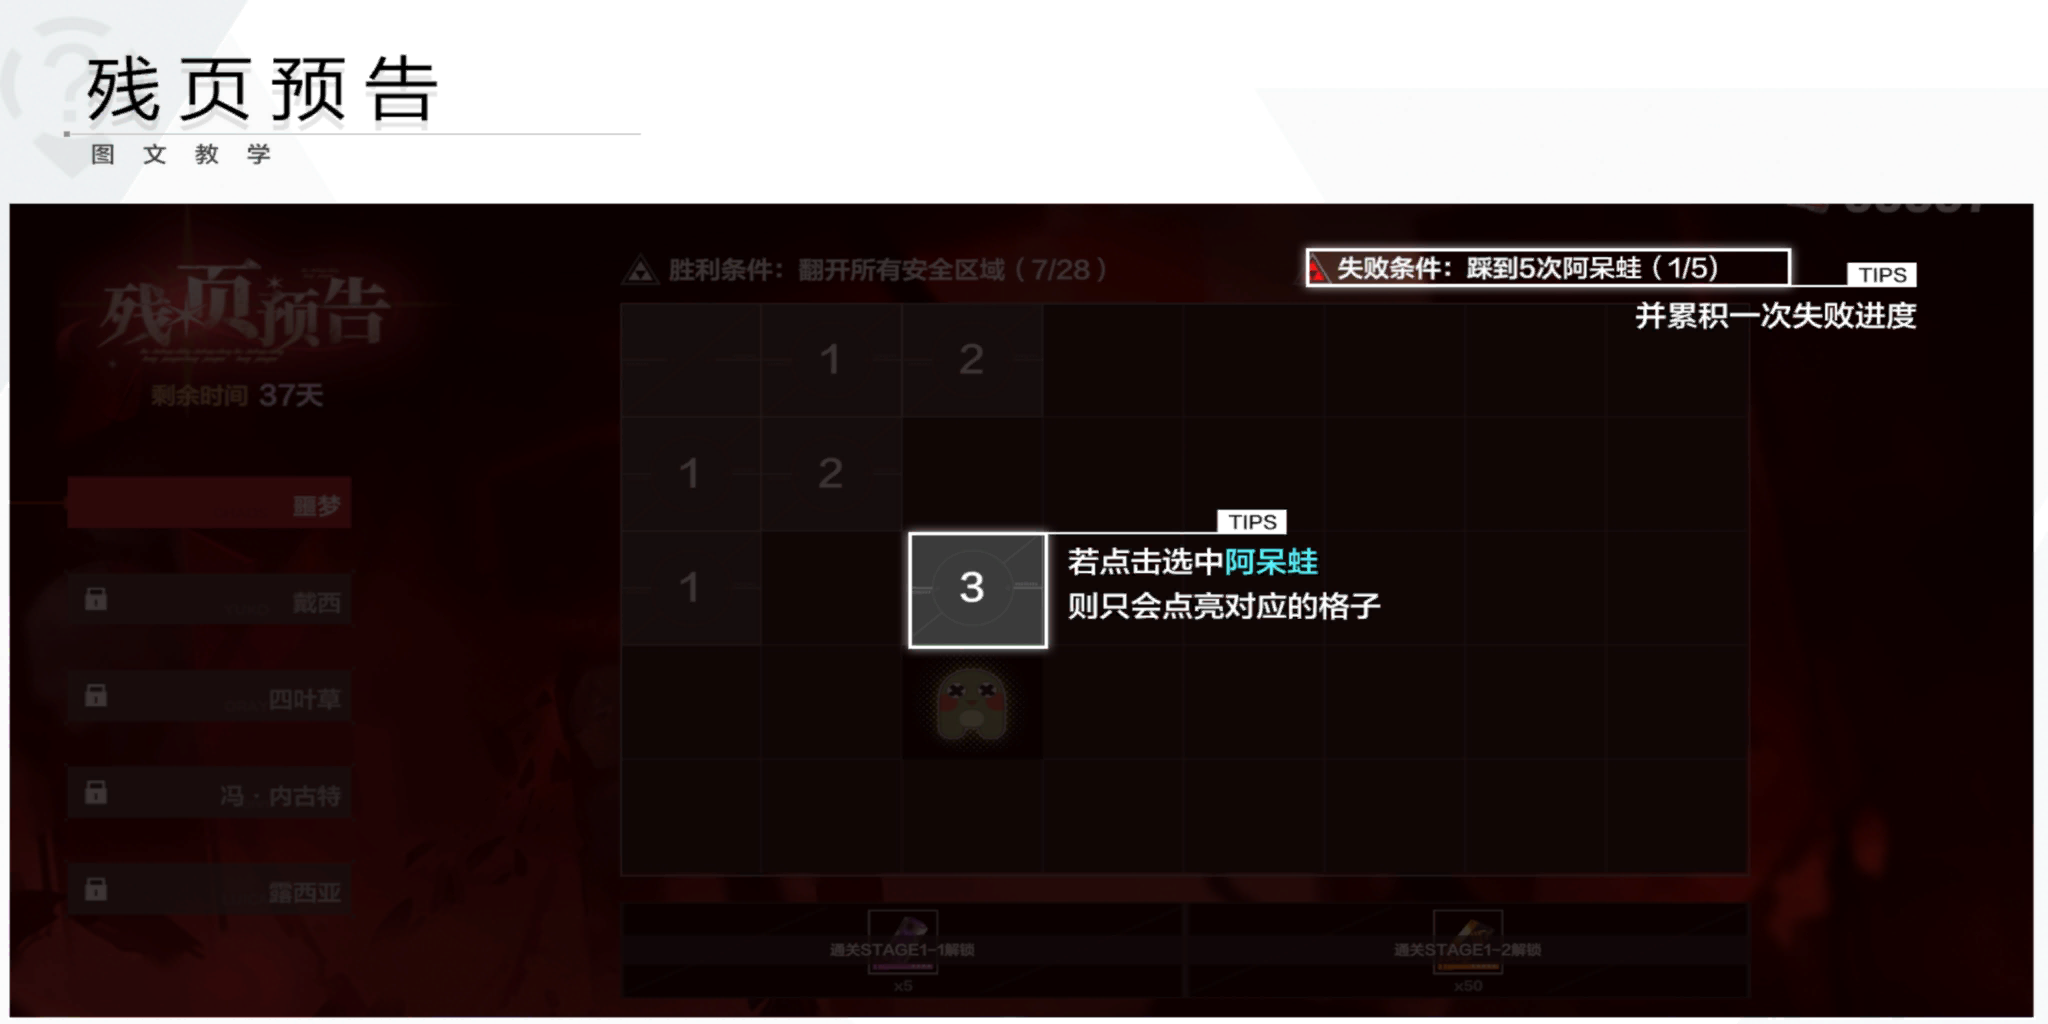 残页预告
图文教学
残页预告
剩余时间 37天
噩梦
戴西
四叶草
冯·内古特
露西亚
胜利条件：翻开所有安全区域（7/28）
失败条件：踩到5次阿呆蛙（1/5）
TIPS
并累积一次失败进度
1 2
1 2
1
3
TIPS
若点击选中阿呆蛙
则只会点亮对应的格子
通关STAGE1-1解锁
x5
通关STAGE1-2解锁
x50